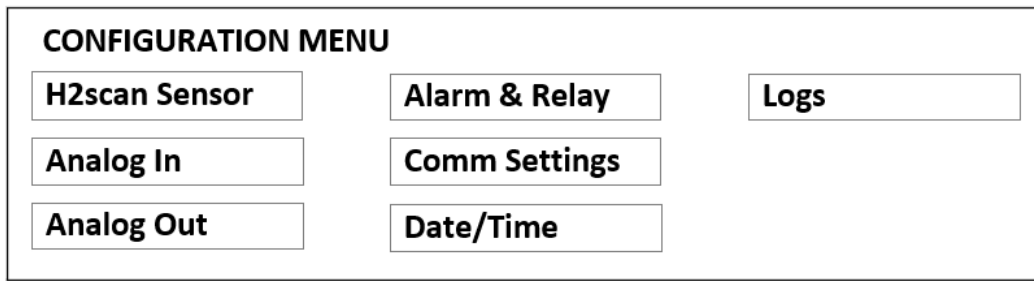 CONFIGURATION MENU
H2scan Sensor
Alarm & Relay
Logs
Analog In
Comm Settings
Analog Out
Date/Time